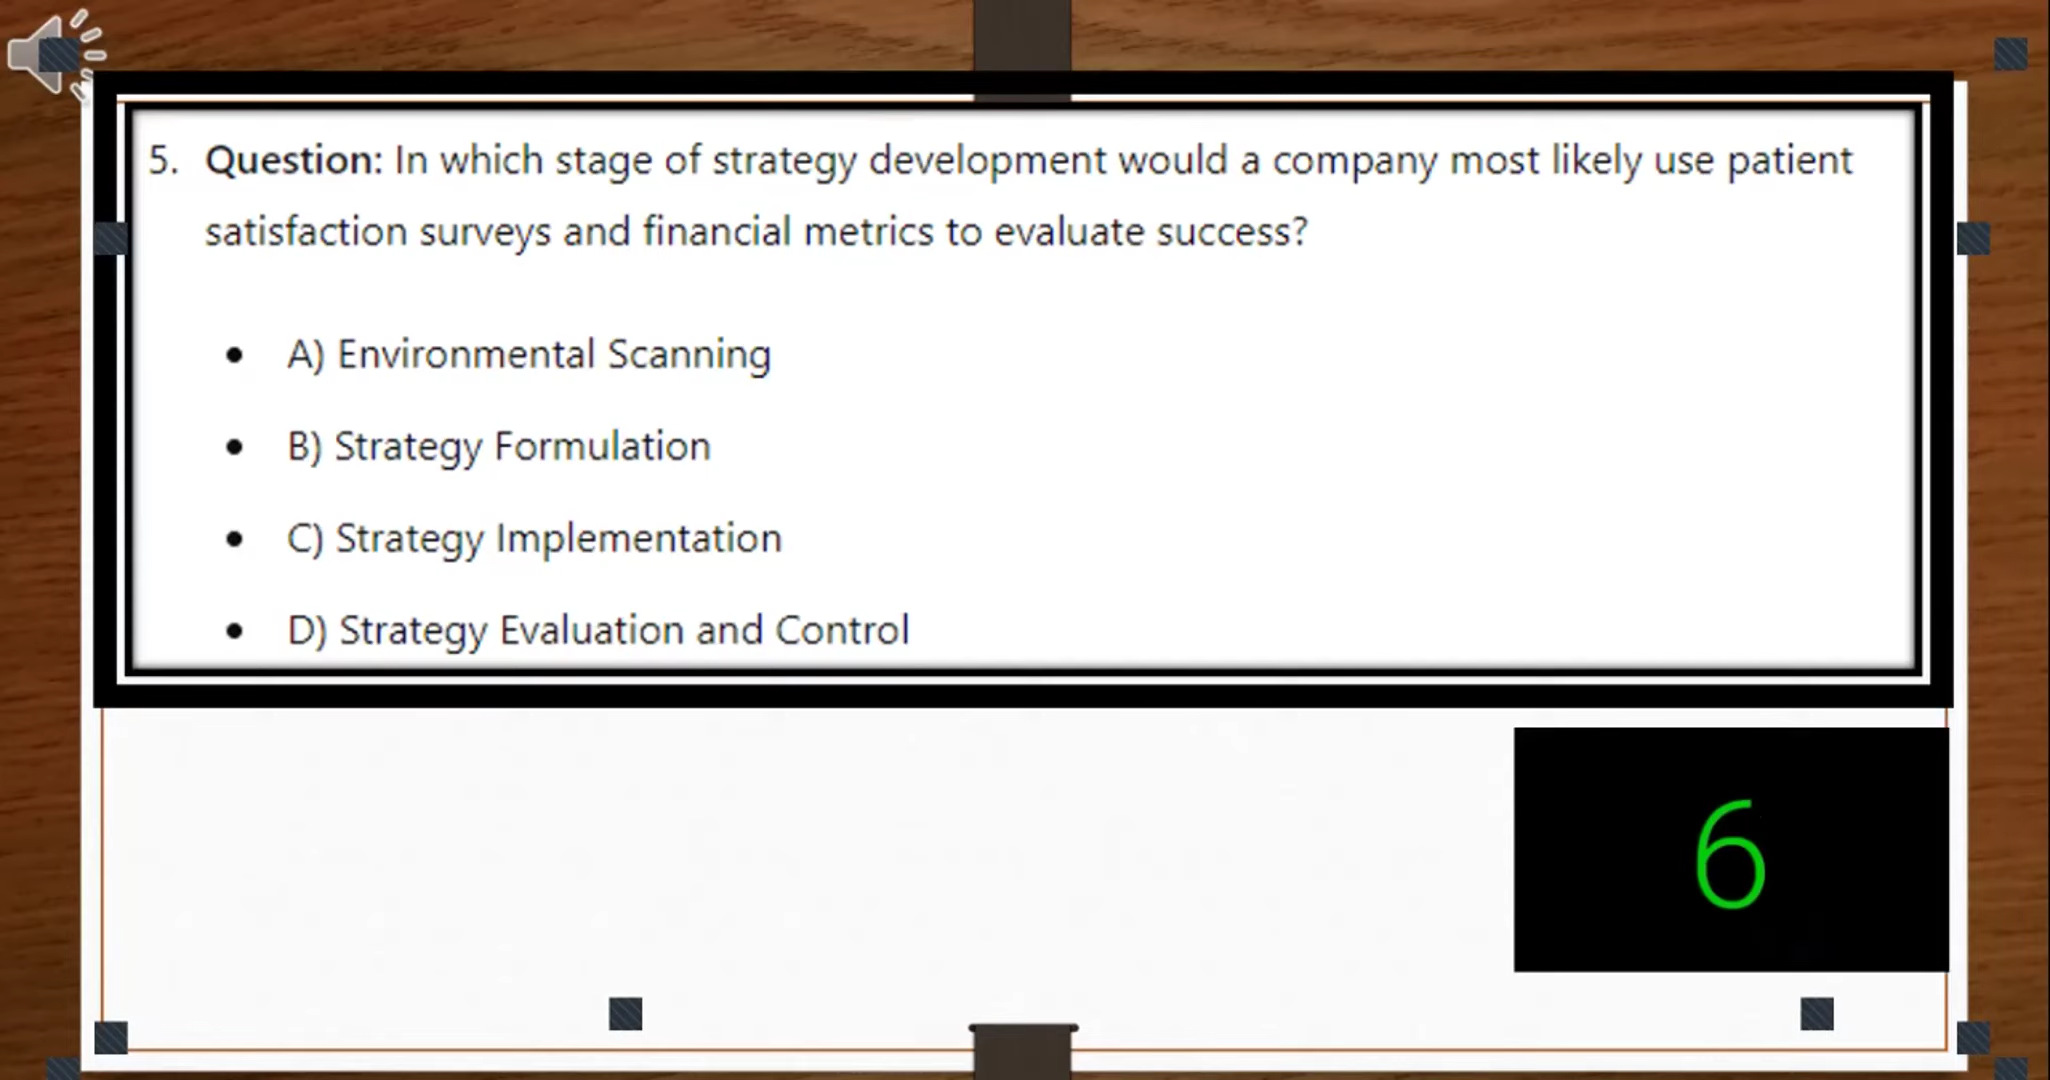 5. Question: In which stage of strategy development would a company most likely use patient
satisfaction surveys and financial metrics to evaluate success?
• A) Environmental Scanning
• B) Strategy Formulation
• C) Strategy Implementation
• D) Strategy Evaluation and Control
6